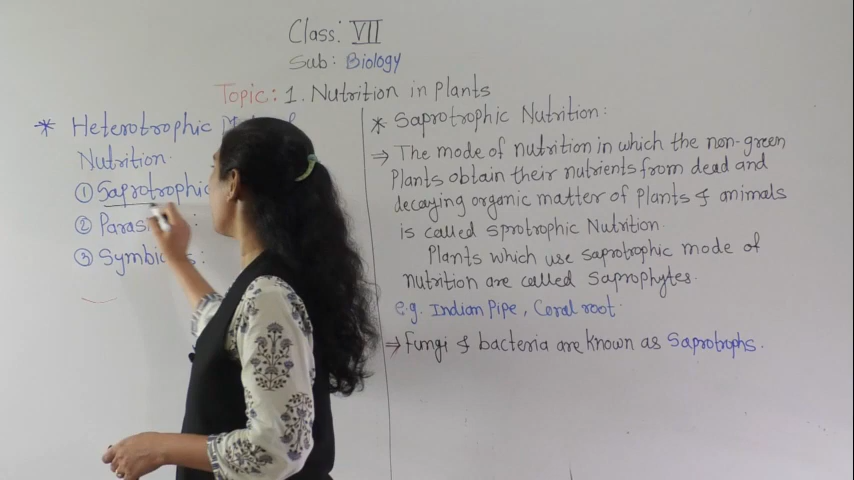 Class: VII
Sub: Biology
Topic: 1. Nutrition in Plants
* Heterotrophic
Nutrition.
① Saprotrophic
②
③
* Saprotrophic Nutrition:
⇒ The mode of nutrition in which the non-green
Plants obtain their nutrients from dead and
decaying organic matter of Plants & animals
is called sprotrophic Nutrition.
Plants which use saprotrophic mode of
nutrition are called Saprophytes.
e.g. Indian Pipe, Coral root.
⇒ Fungi & bacteria are known as Saprotrophs.